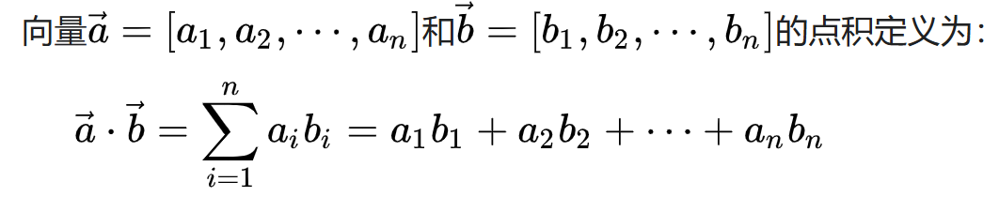 向量$\vec{a} = [a_1, a_2, \cdots, a_n]$和$\vec{b} = [b_1, b_2, \cdots, b_n]$的点积定义为：
$\vec{a} \cdot \vec{b} = \sum_{i=1}^{n} a_i b_i = a_1 b_1 + a_2 b_2 + \cdots + a_n b_n$